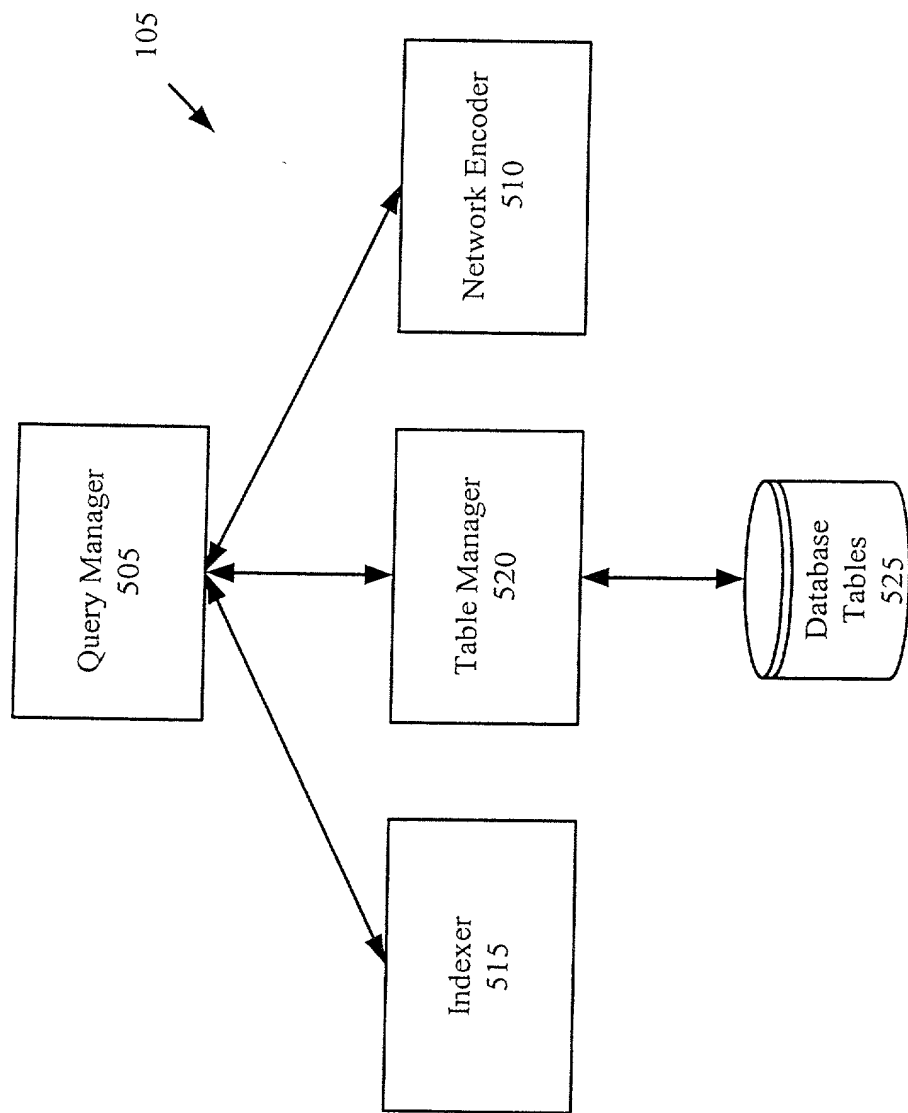 105
Query Manager
505
Indexer
515
Table Manager
520
Network Encoder
510
Database
Tables
525